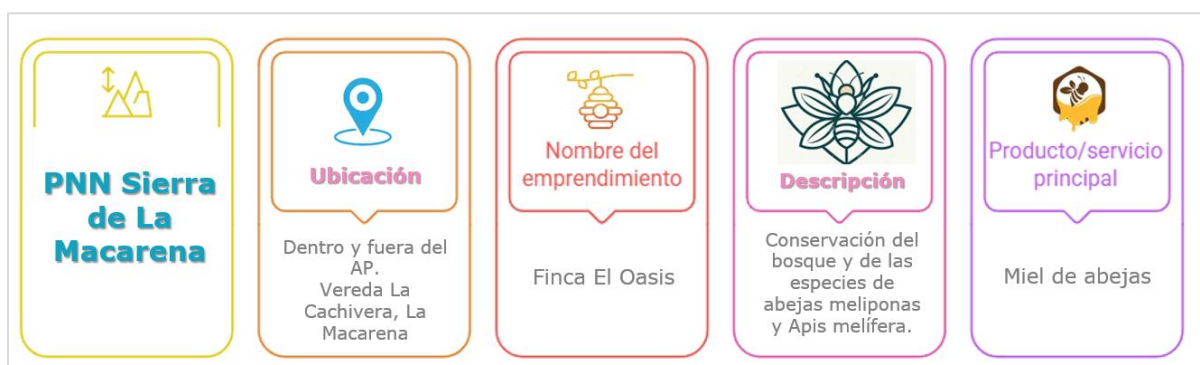 PNN Sierra
de La
Macarena
Ubicación
Dentro y fuera del
AP.
Vereda La
Cachivera, La
Macarena
Nombre del
emprendimiento
Finca El Oasis
Descripción
Conservación del
bosque y de las
especies de
abejas meliponas
y Apis melífera.
Producto/servicio
principal
Miel de abejas